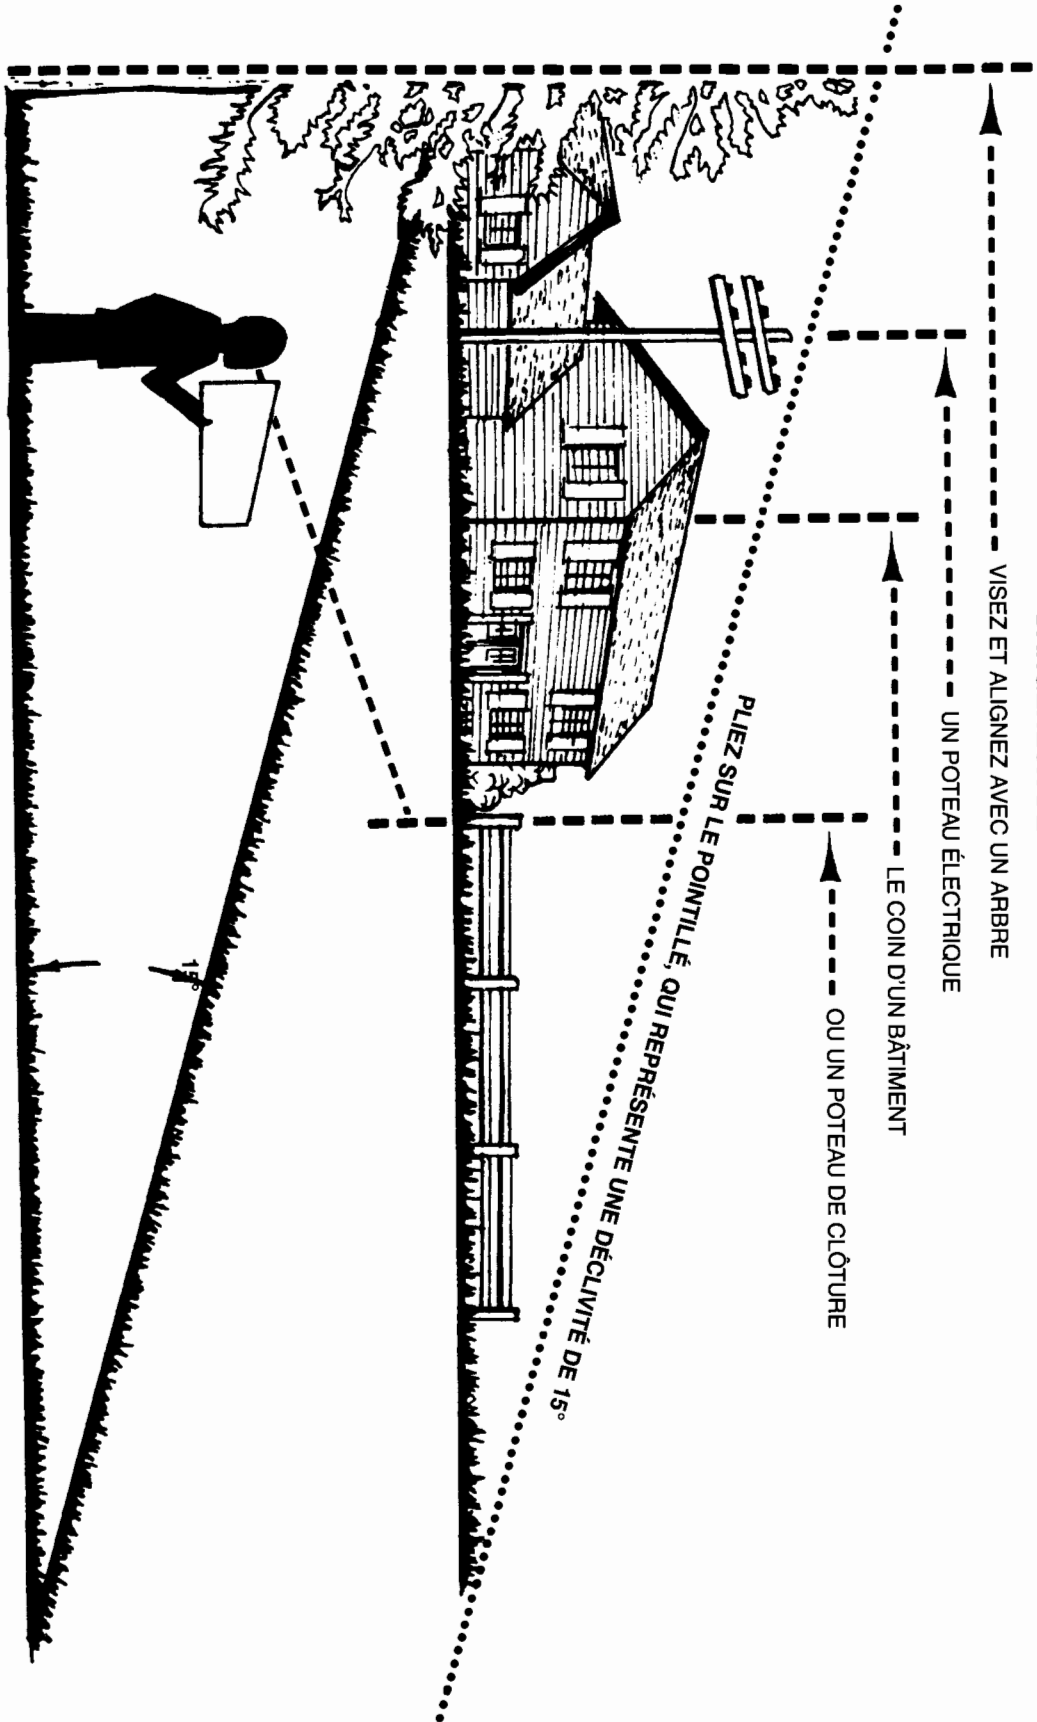 VISEZ ET ALIGNEZ AVEC UN ARBRE
UN POTEAU ÉLECTRIQUE
LE COIN D'UN BÂTIMENT
OU UN POTEAU DE CLÔTURE
PLIEZ SUR LE POINTILLÉ, QUI REPRÉSENTE UNE DÉCLIVITÉ DE 15°
15°